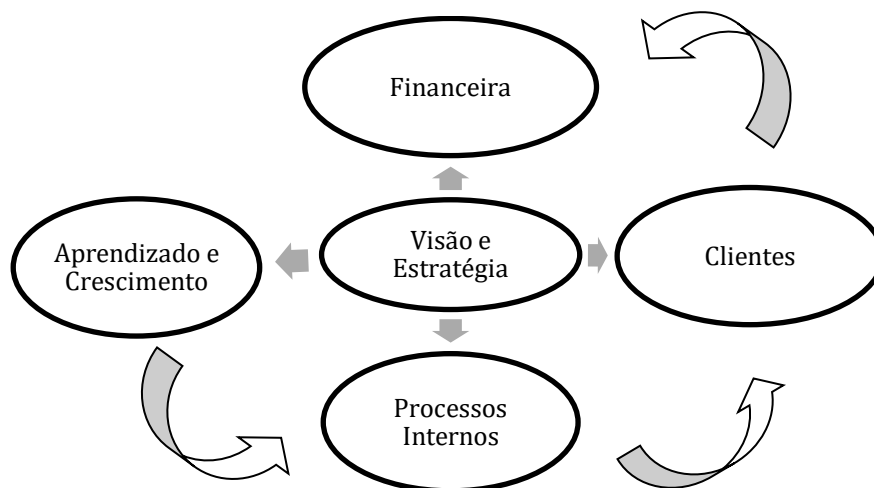 Financeira
Aprendizado e
Crescimento
Visão e
Estratégia
Clientes
Processos
Internos